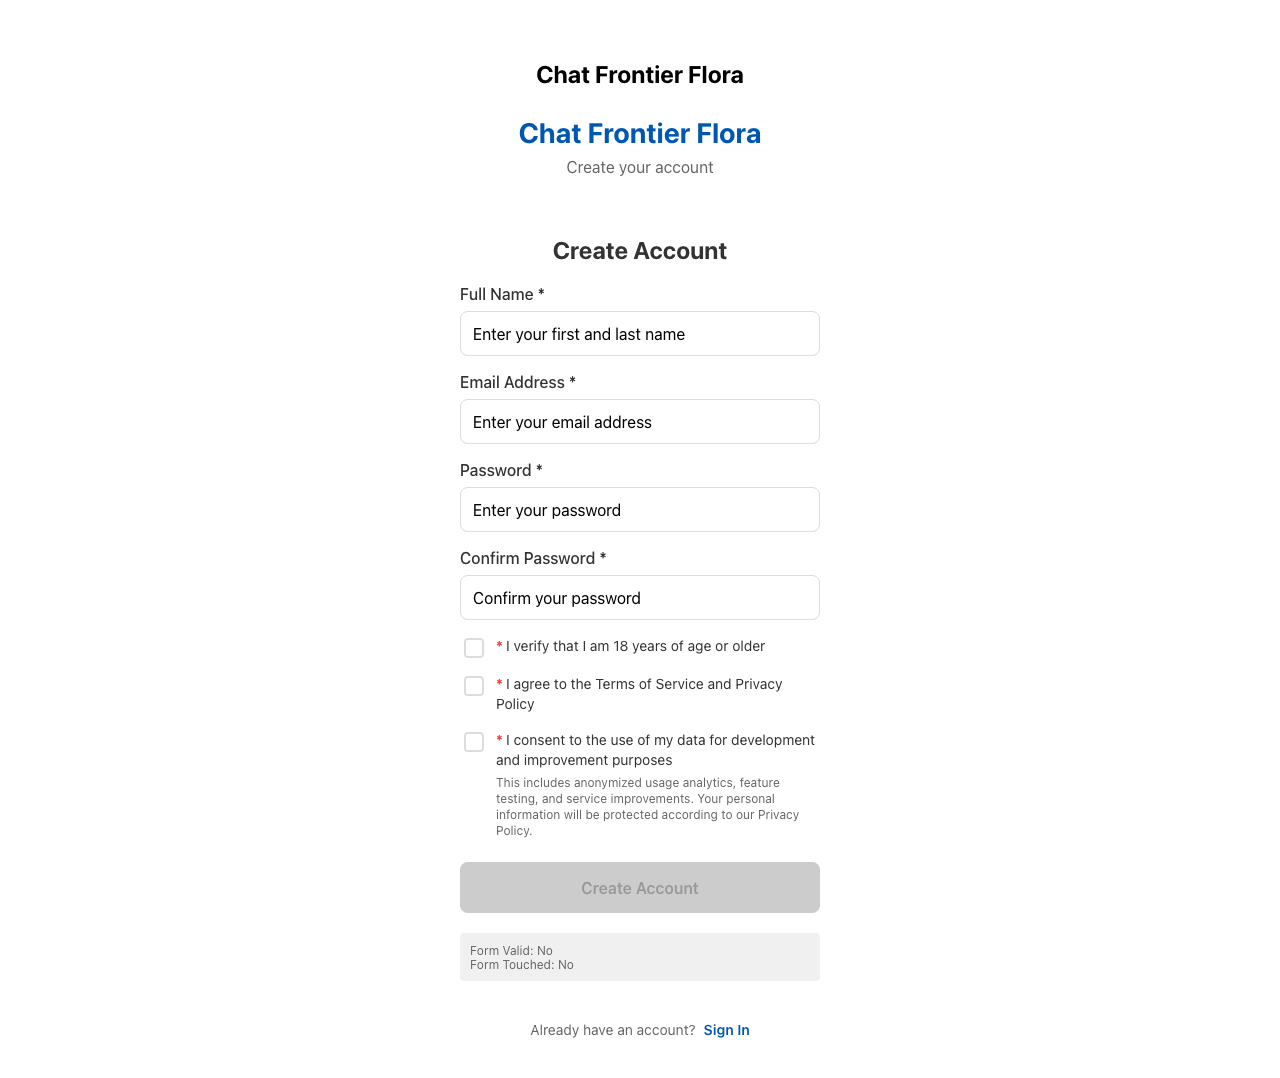 Chat Frontier Flora
Chat Frontier Flora
Create your account
Create Account
Full Name *
Enter your first and last name
Email Address *
Enter your email address
Password *
Enter your password
Confirm Password *
Confirm your password
* I verify that I am 18 years of age or older
* I agree to the Terms of Service and Privacy
Policy
* I consent to the use of my data for development
and improvement purposes
This includes anonymized usage analytics, feature
testing, and service improvements. Your personal
information will be protected according to our Privacy
Policy.
Create Account
Form Valid: No
Form Touched: No
Already have an account? Sign In